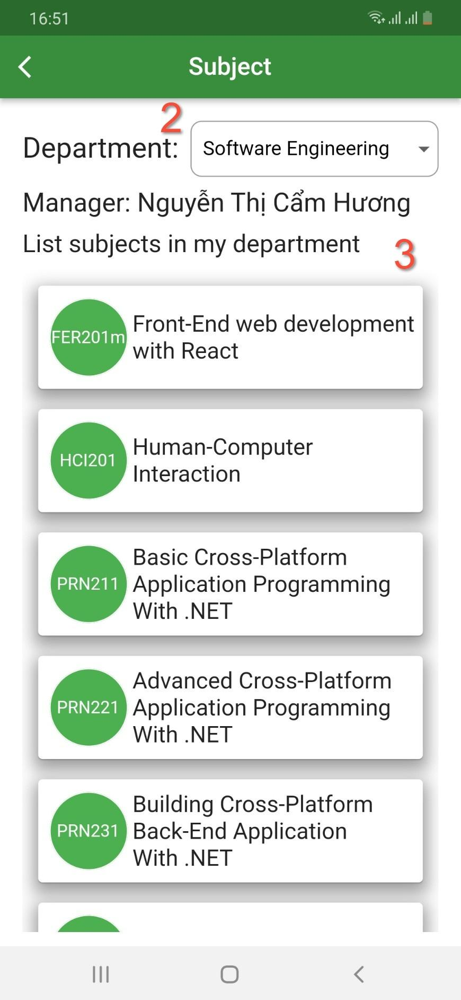 16:51
Subject
2
Department: Software Engineering
Manager: Nguyễn Thị Cẩm Hương
List subjects in my department
3
FER201m
Front-End web development
with React
HCI201
Human-Computer
Interaction
PRN211
Basic Cross-Platform
Application Programming
With .NET
PRN221
Advanced Cross-Platform
Application Programming
With .NET
PRN231
Building Cross-Platform
Back-End Application
With .NET